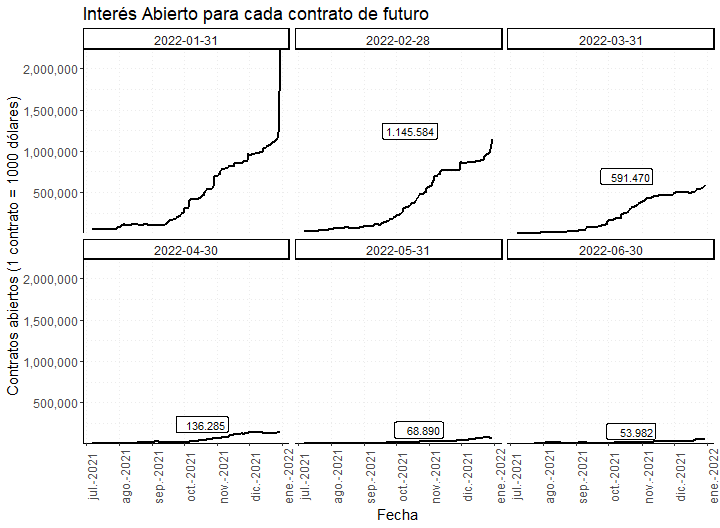 Interés Abierto para cada contrato de futuro
Contratos abiertos (1 contrato = 1000 dólares)
2022-01-31
2022-02-28
2022-03-31
2,000,000
1,500,000
1,000,000
500,000
1.145.584
591.470
2022-04-30
2022-05-31
2022-06-30
2,000,000
1,500,000
1,000,000
500,000
136.285
68.890
53.982
jul.-2021
ago.-2021
sep.-2021
oct.-2021
nov.-2021
dic.-2021
ene.-2022
jul.-2021
ago.-2021
sep.-2021
oct.-2021
nov.-2021
dic.-2021
ene.-2022
jul.-2021
ago.-2021
sep.-2021
oct.-2021
nov.-2021
dic.-2021
ene.-2022
Fecha